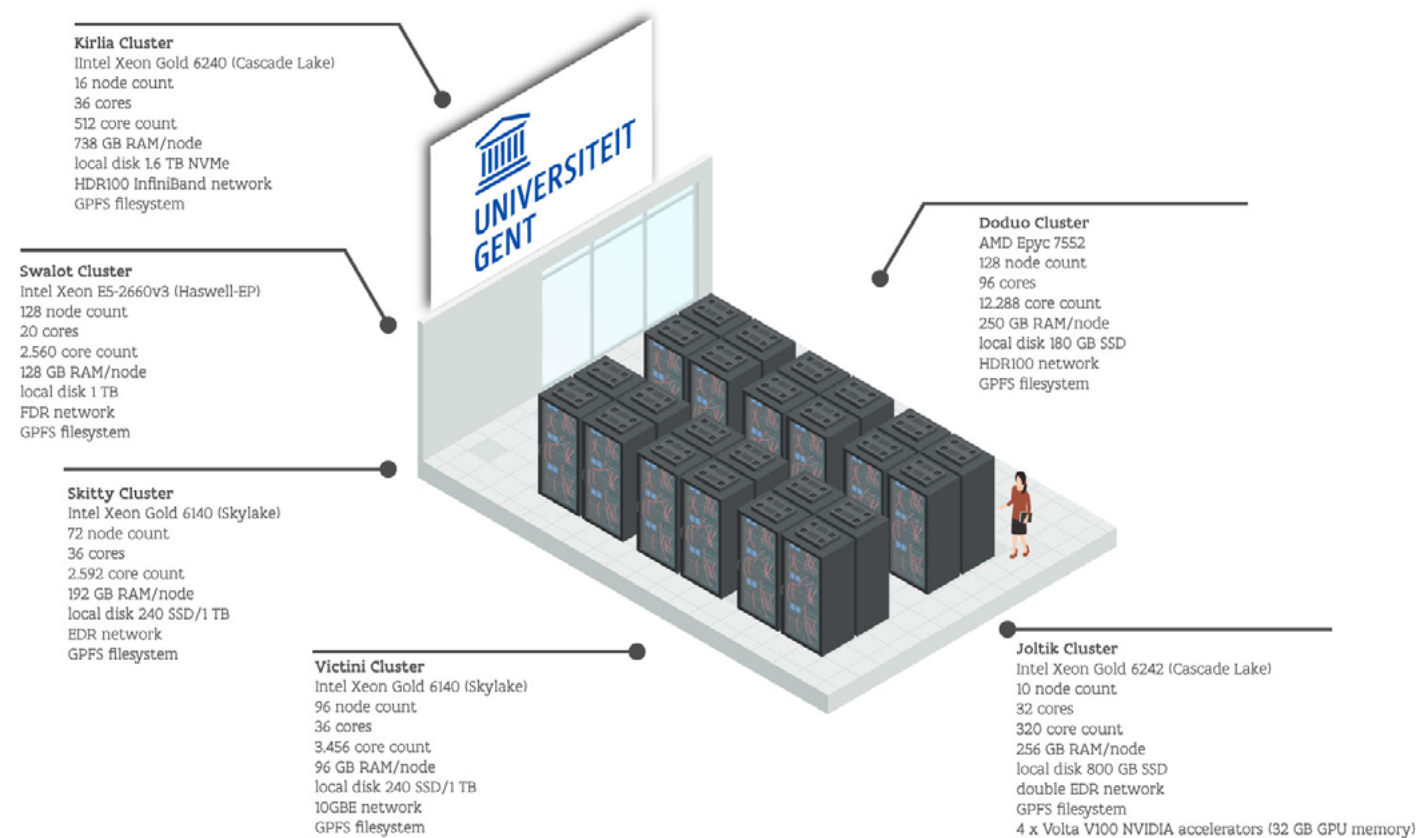 Kirlia Cluster
IIntel Xeon Gold 6240 (Cascade Lake)
16 node count
36 cores
512 core count
738 GB RAM/node
local disk 1.6 TB NVMe
HDR100 InfiniBand network
GPFS filesystem
UNIVERSITEIT
GENT
Swalot Cluster
Intel Xeon E5-2660v3 (Haswell-EP)
128 node count
20 cores
2.560 core count
128 GB RAM/node
local disk 1 TB
FDR network
GPFS filesystem
Doduo Cluster
AMD Epyc 7552
128 node count
96 cores
12.288 core count
250 GB RAM/node
local disk 180 GB SSD
HDR100 network
GPFS filesystem
Skitty Cluster
Intel Xeon Gold 6140 (Skylake)
72 node count
36 cores
2.592 core count
192 GB RAM/node
local disk 240 SSD/1 TB
EDR network
GPFS filesystem
Victini Cluster
Intel Xeon Gold 6140 (Skylake)
96 node count
36 cores
3.456 core count
96 GB RAM/node
local disk 240 SSD/1 TB
10GBE network
GPFS filesystem
Joltik Cluster
Intel Xeon Gold 6242 (Cascade Lake)
10 node count
32 cores
320 core count
256 GB RAM/node
local disk 800 GB SSD
double EDR network
GPFS filesystem
4 x Volta V100 NVIDIA accelerators (32 GB GPU memory)